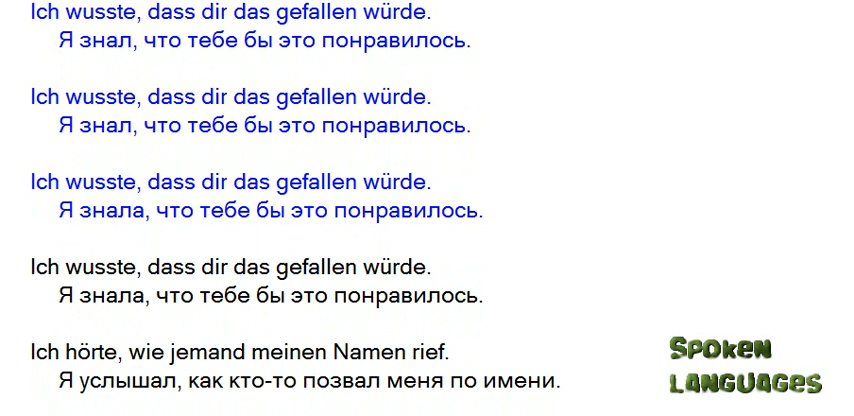 Ich wusste, dass dir das gefallen würde.
Я знал, что тебе бы это понравилось.
Ich wusste, dass dir das gefallen würde.
Я знал, что тебе бы это понравилось.
Ich wusste, dass dir das gefallen würde.
Я знала, что тебе бы это понравилось.
Ich wusste, dass dir das gefallen würde.
Я знала, что тебе бы это понравилось.
Ich hörte, wie jemand meinen Namen rief.
Я услышал, как кто-то позвал меня по имени.
Spoken
Languages